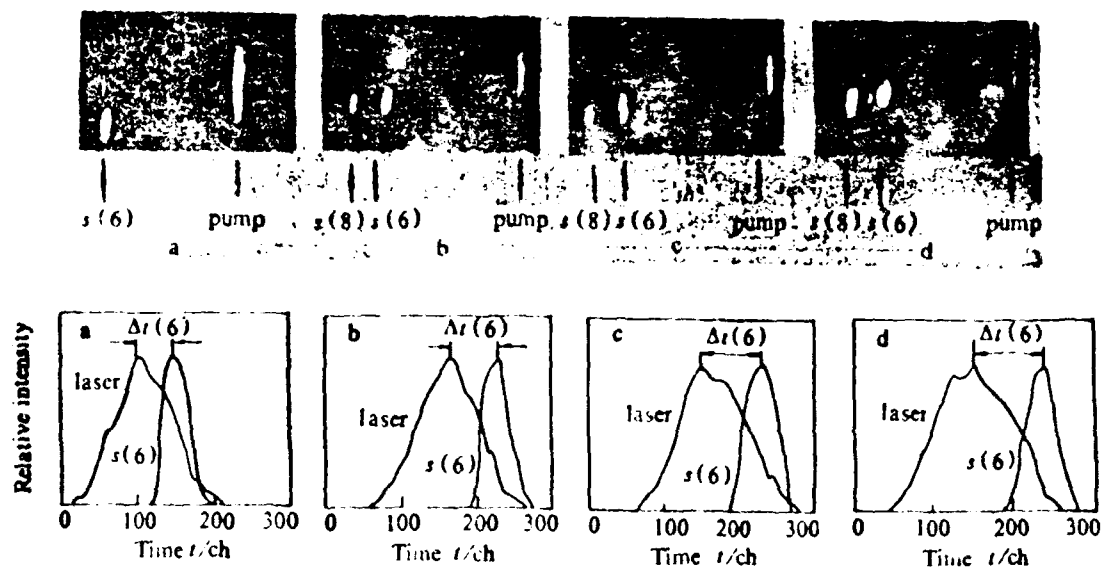 s(6) pump s(8) s(6) pump s(8) s(6) pump s(8) s(6) pump
a b c d
Relative intensity
a Δt(6) laser s(6)
0 100 200 300
Time t/ch
b Δt(6) laser s(6)
0 100 200 300
Time t/ch
c Δt(6) laser s(6)
0 100 200 300
Time t/ch
d Δt(6) laser s(6)
0 100 200 300
Time t/ch